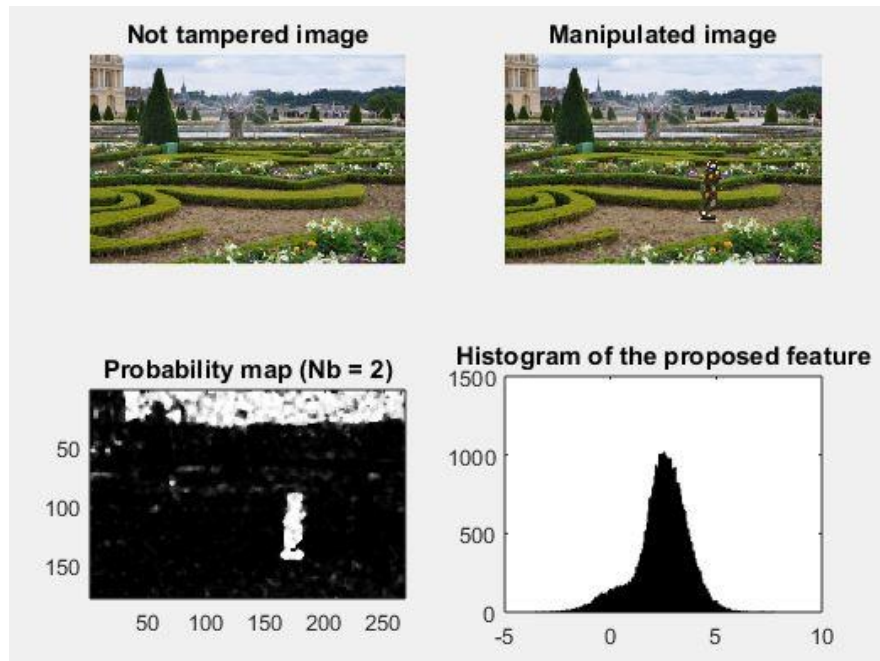 Not tampered image
Manipulated image
Probability map (Nb = 2)
50
100
150
50 100 150 200 250
Histogram of the proposed feature
1500
1000
500
0
-5 0 5 10